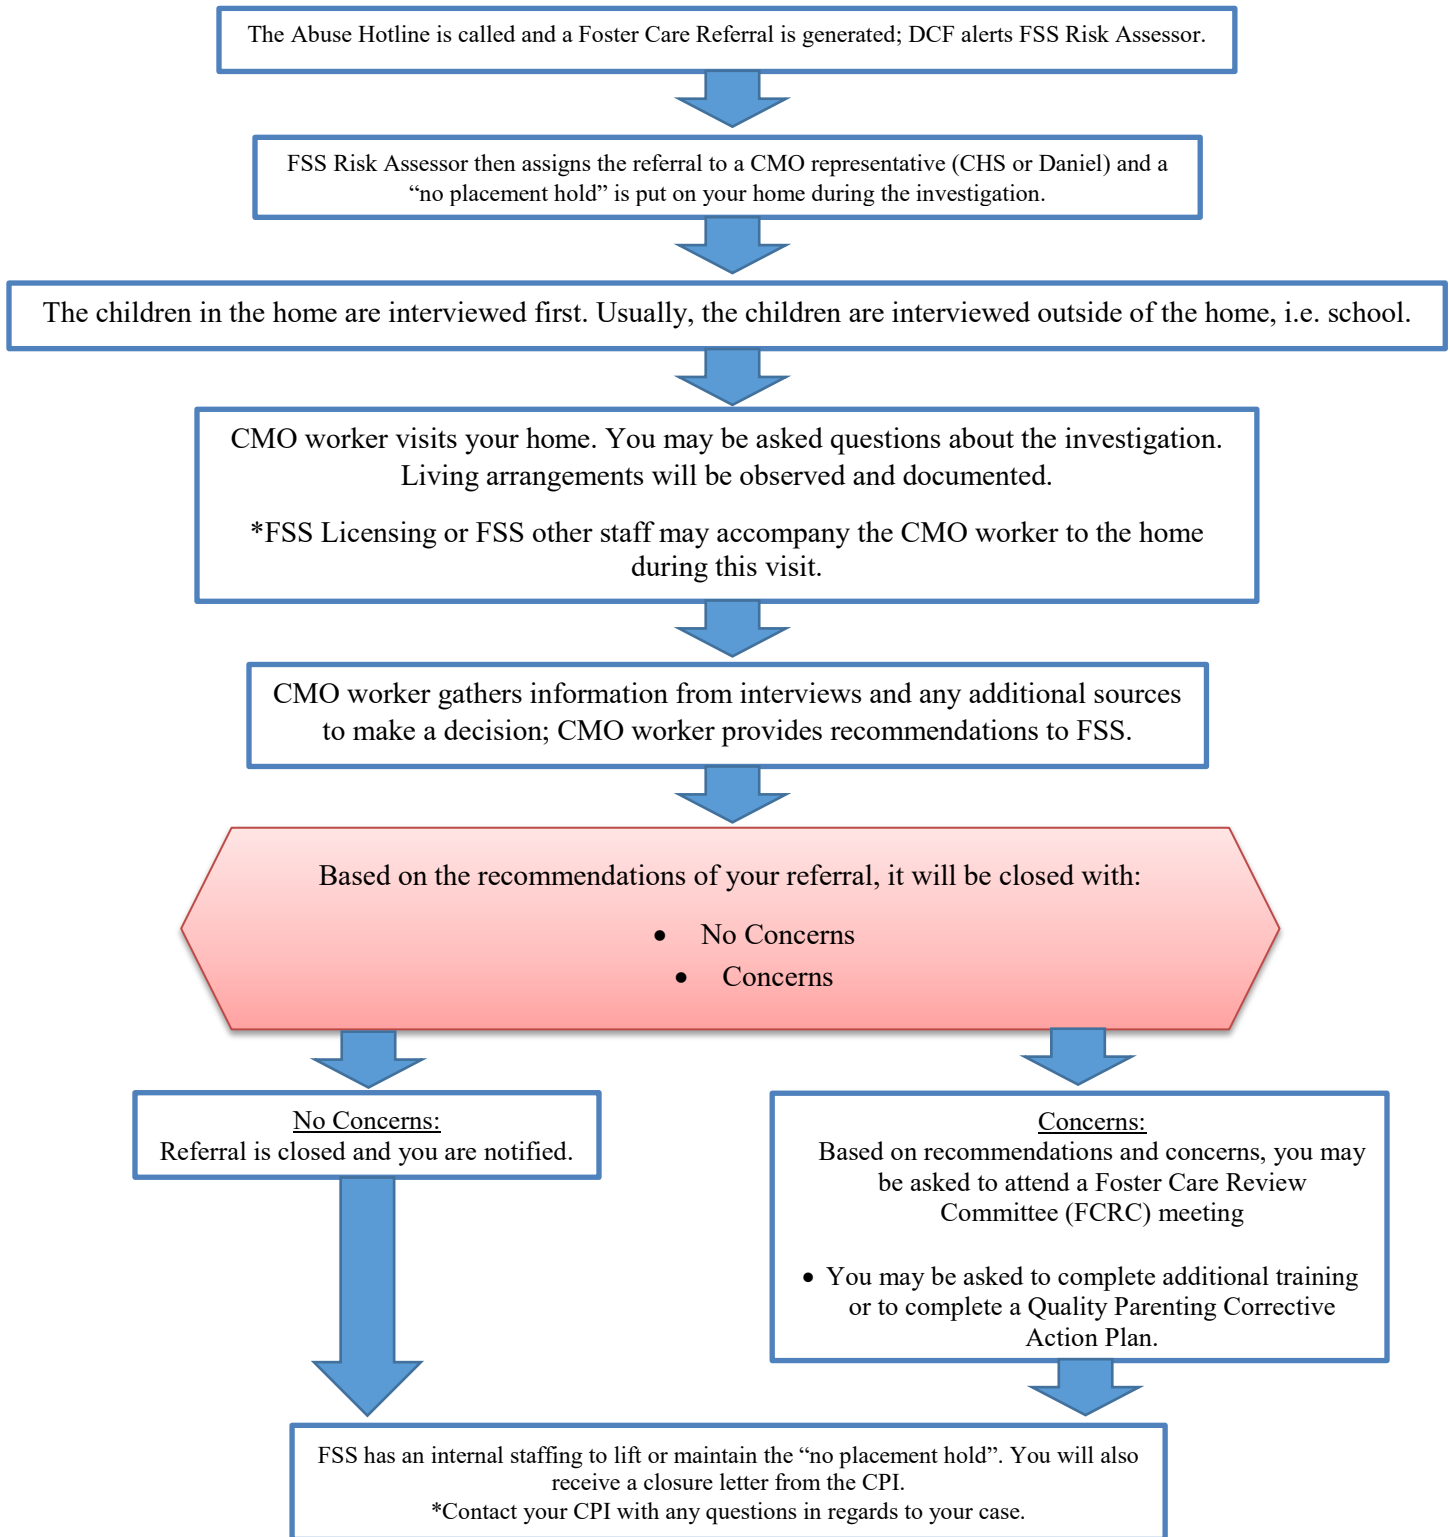 The Abuse Hotline is called and a Foster Care Referral is generated; DCF alerts FSS Risk Assessor.
FSS Risk Assessor then assigns the referral to a CMO representative (CHS or Daniel) and a
“no placement hold” is put on your home during the investigation.
The children in the home are interviewed first. Usually, the children are interviewed outside of the home, i.e. school.
CMO worker visits your home. You may be asked questions about the investigation.
Living arrangements will be observed and documented.
*FSS Licensing or FSS other staff may accompany the CMO worker to the home
during this visit.
CMO worker gathers information from interviews and any additional sources
to make a decision; CMO worker provides recommendations to FSS.
Based on the recommendations of your referral, it will be closed with:
• No Concerns
• Concerns
No Concerns:
Referral is closed and you are notified.
Concerns:
Based on recommendations and concerns, you may
be asked to attend a Foster Care Review
Committee (FCRC) meeting
• You may be asked to complete additional training
or to complete a Quality Parenting Corrective
Action Plan.
FSS has an internal staffing to lift or maintain the “no placement hold”. You will also
receive a closure letter from the CPI.
*Contact your CPI with any questions in regards to your case.